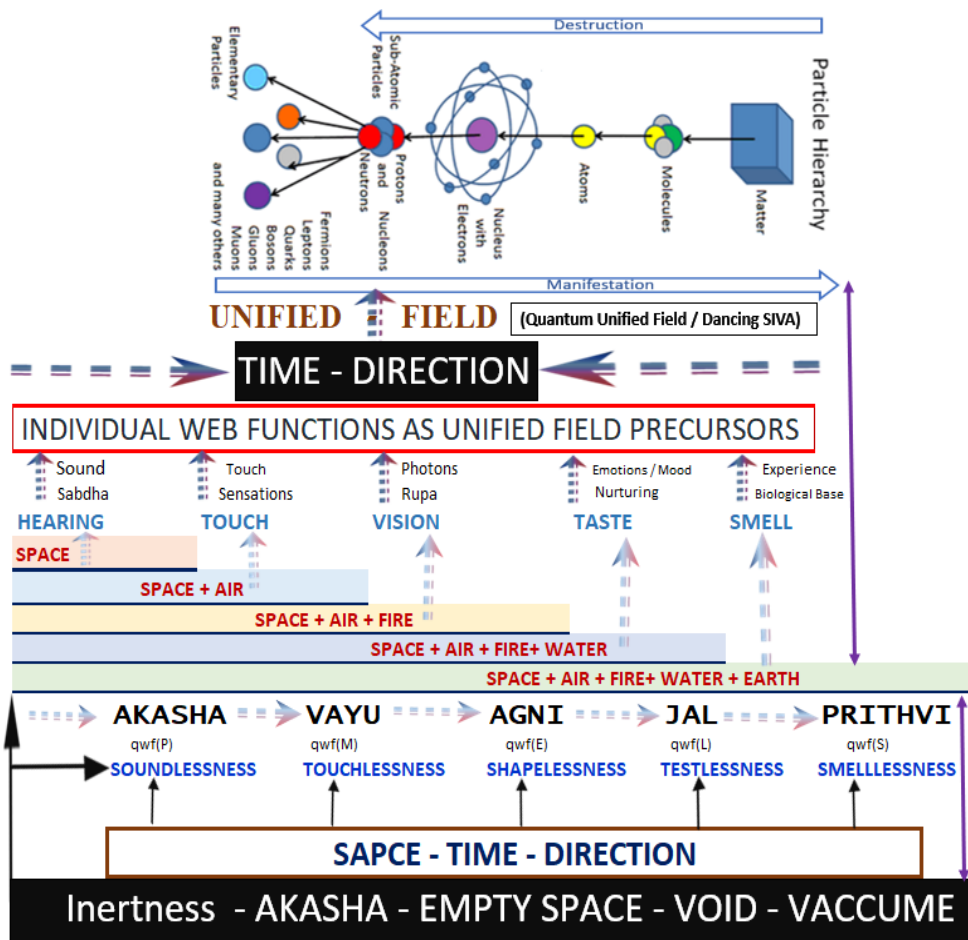 Destruction
Particle Hierarchy
Elementary
Particles
Sub-Atomic
Particles
Protons
and
Neutrons
Nucleons
Nucleus
with
Electrons
Atoms
Molecules
Matter
Fermions
Leptons
Quarks
Bosons
Gluons
Muons
and many others
Manifestation
UNIFIED - FIELD (Quantum Unified Field / Dancing SIVA)
TIME - DIRECTION
INDIVIDUAL WEB FUNCTIONS AS UNIFIED FIELD PRECURSORS
Sound Touch Photons Emotions / Mood Experience
Sabdha Sensations Rupa Nurturing Biological Base
HEARING TOUCH VISION TASTE SMELL
SPACE
SPACE + AIR
SPACE + AIR + FIRE
SPACE + AIR + FIRE+ WATER
SPACE + AIR + FIRE+ WATER + EARTH
AKASHA VAYU AGNI JAL PRITHVI
qwf(P) qwf(M) qwf(E) qwf(L) qwf(S)
SOUNDLESSNESS TOUCHLESSNESS SHAPELESSNESS TESTLESSNESS SMELLLESSNESS
SAPCE - TIME - DIRECTION
Inertness - AKASHA - EMPTY SPACE - VOID - VACCUME